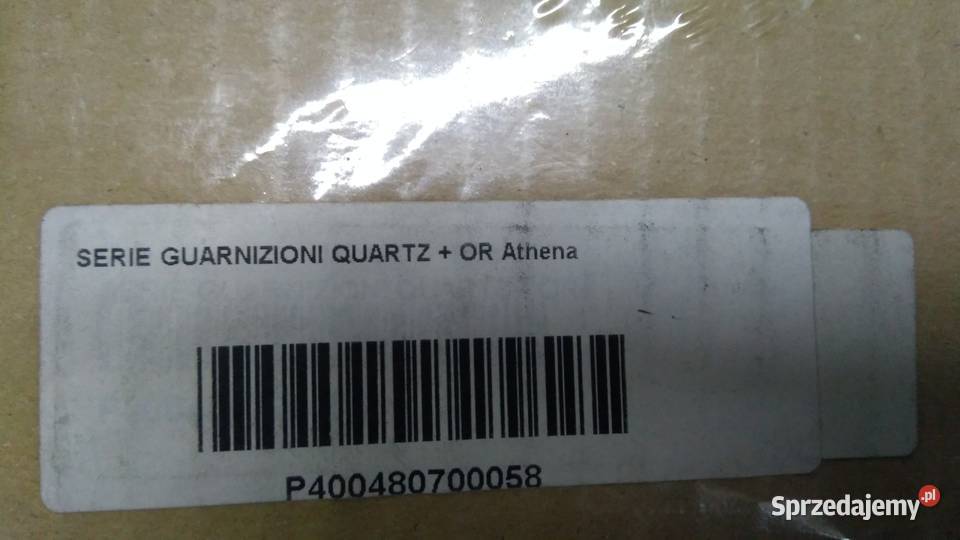 SERIE GUARNIZIONI QUARTZ + OR Athena
P400480700058
Sprzedajemy.pl